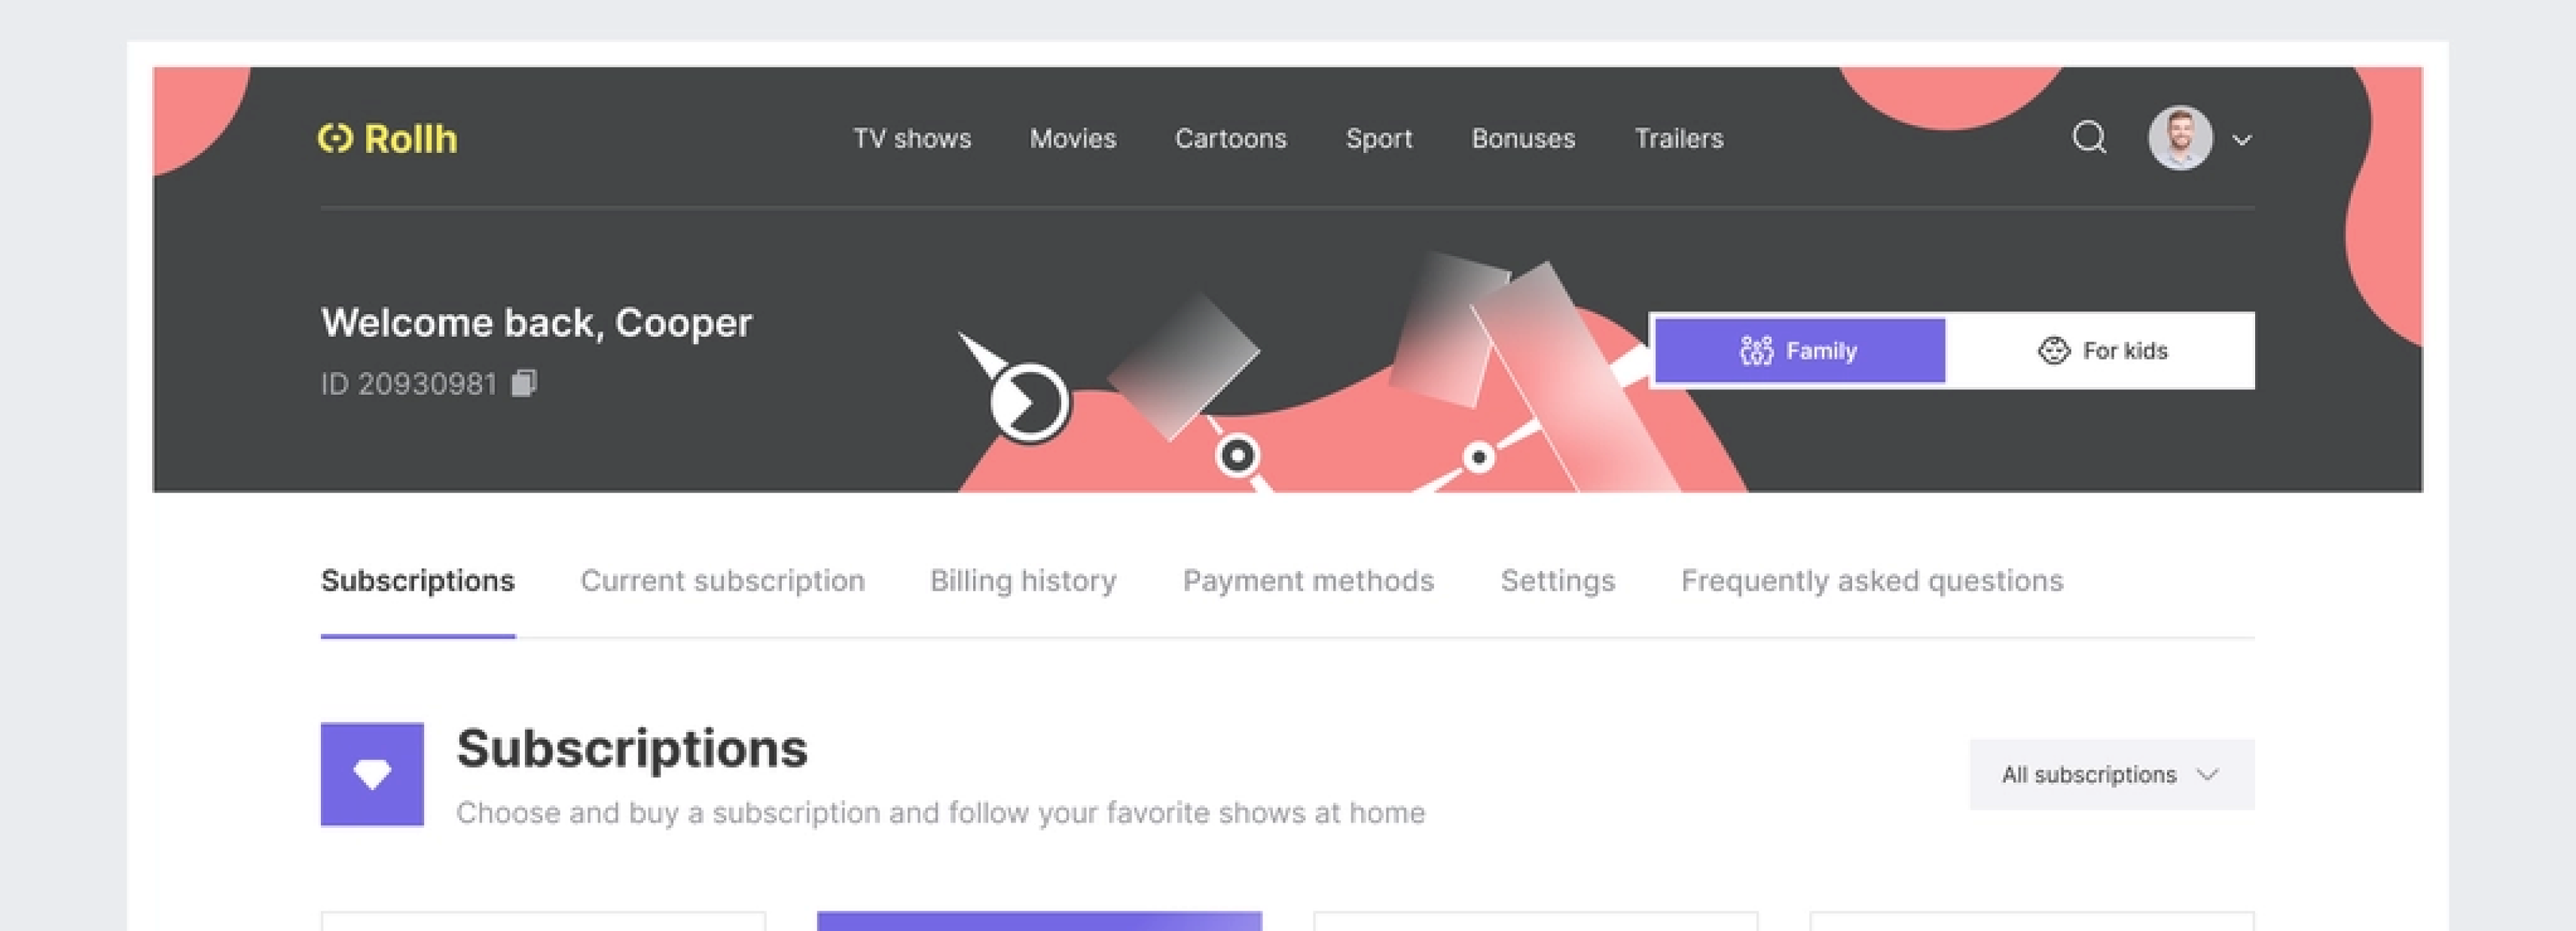 Rollh
TV shows Movies Cartoons Sport Bonuses Trailers
Welcome back, Cooper
ID 20930981
Family For kids
Subscriptions Current subscription Billing history Payment methods Settings Frequently asked questions
Subscriptions
Choose and buy a subscription and follow your favorite shows at home
All subscriptions